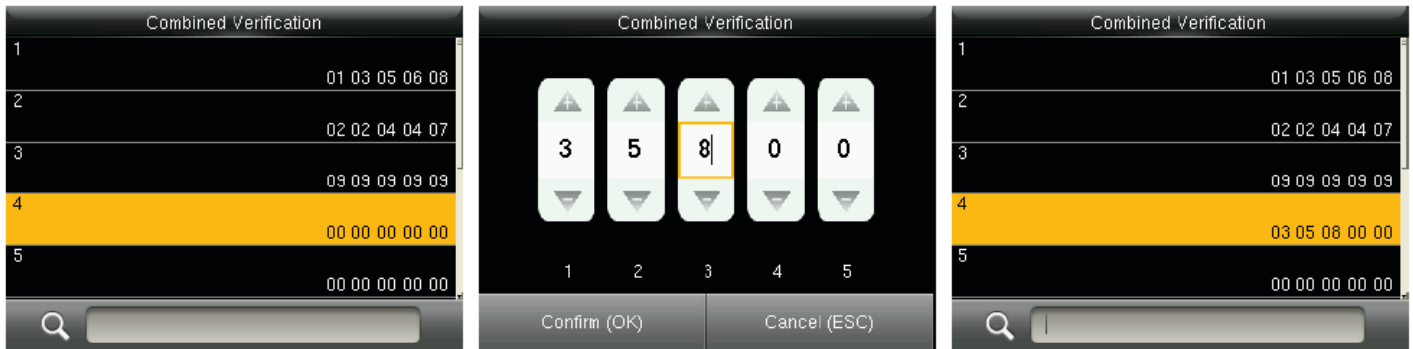 Combined Verification
1
01 03 05 06 08
2
02 02 04 04 07
3
09 09 09 09 09
4
00 00 00 00 00
5
00 00 00 00 00
Combined Verification
3 5 8 0 0
1 2 3 4 5
Confirm (OK) Cancel (ESC)
Combined Verification
1
01 03 05 06 08
2
02 02 04 04 07
3
09 09 09 09 09
4
03 05 08 00 00
5
00 00 00 00 00